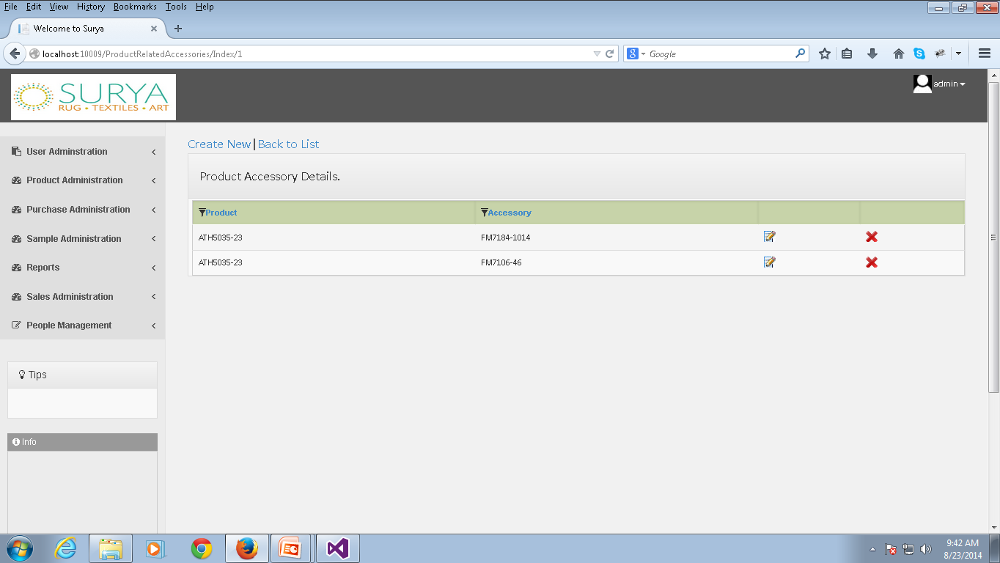 File Edit View History Bookmarks Tools Help
Welcome to Surya
localhost:10009/ProductRelatedAccessories/Index/1
Google
SURYA
RUG • TEXTILES • ART
admin
User Adminstration
Product Administration
Purchase Administration
Sample Administration
Reports
Sales Administration
People Management
Tips
Info
Create New|Back to List
Product Accessory Details.
Product Accessory
ATH5035-23 FM7184-1014
ATH5035-23 FM7106-46
9:42 AM
8/23/2014